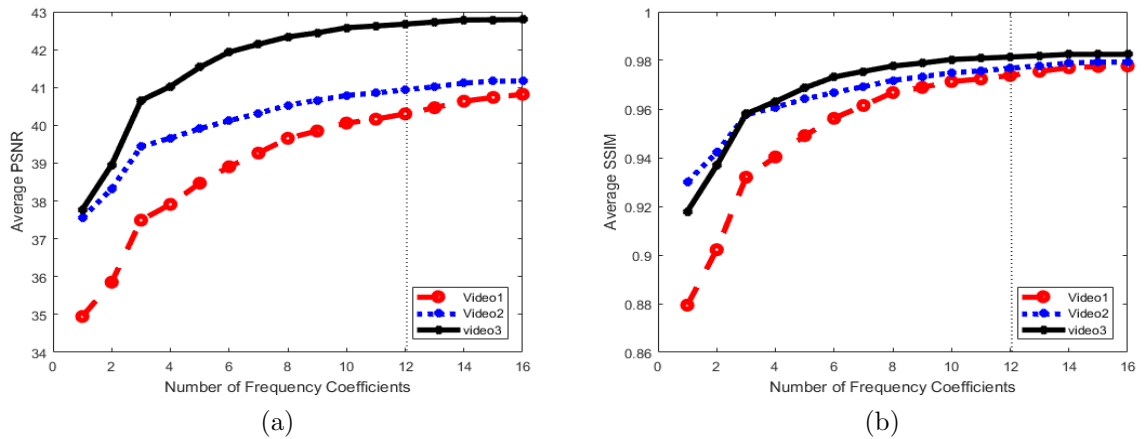 43
42
41
40
39
38
37
36
35
34
0 2 4 6 8 10 12 14 16
Average PSNR
Number of Frequency Coefficients
Video1
Video2
video3
(a)
1
0.98
0.96
0.94
0.92
0.9
0.88
0.86
0 2 4 6 8 10 12 14 16
Average SSIM
Number of Frequency Coefficients
Video1
Video2
video3
(b)